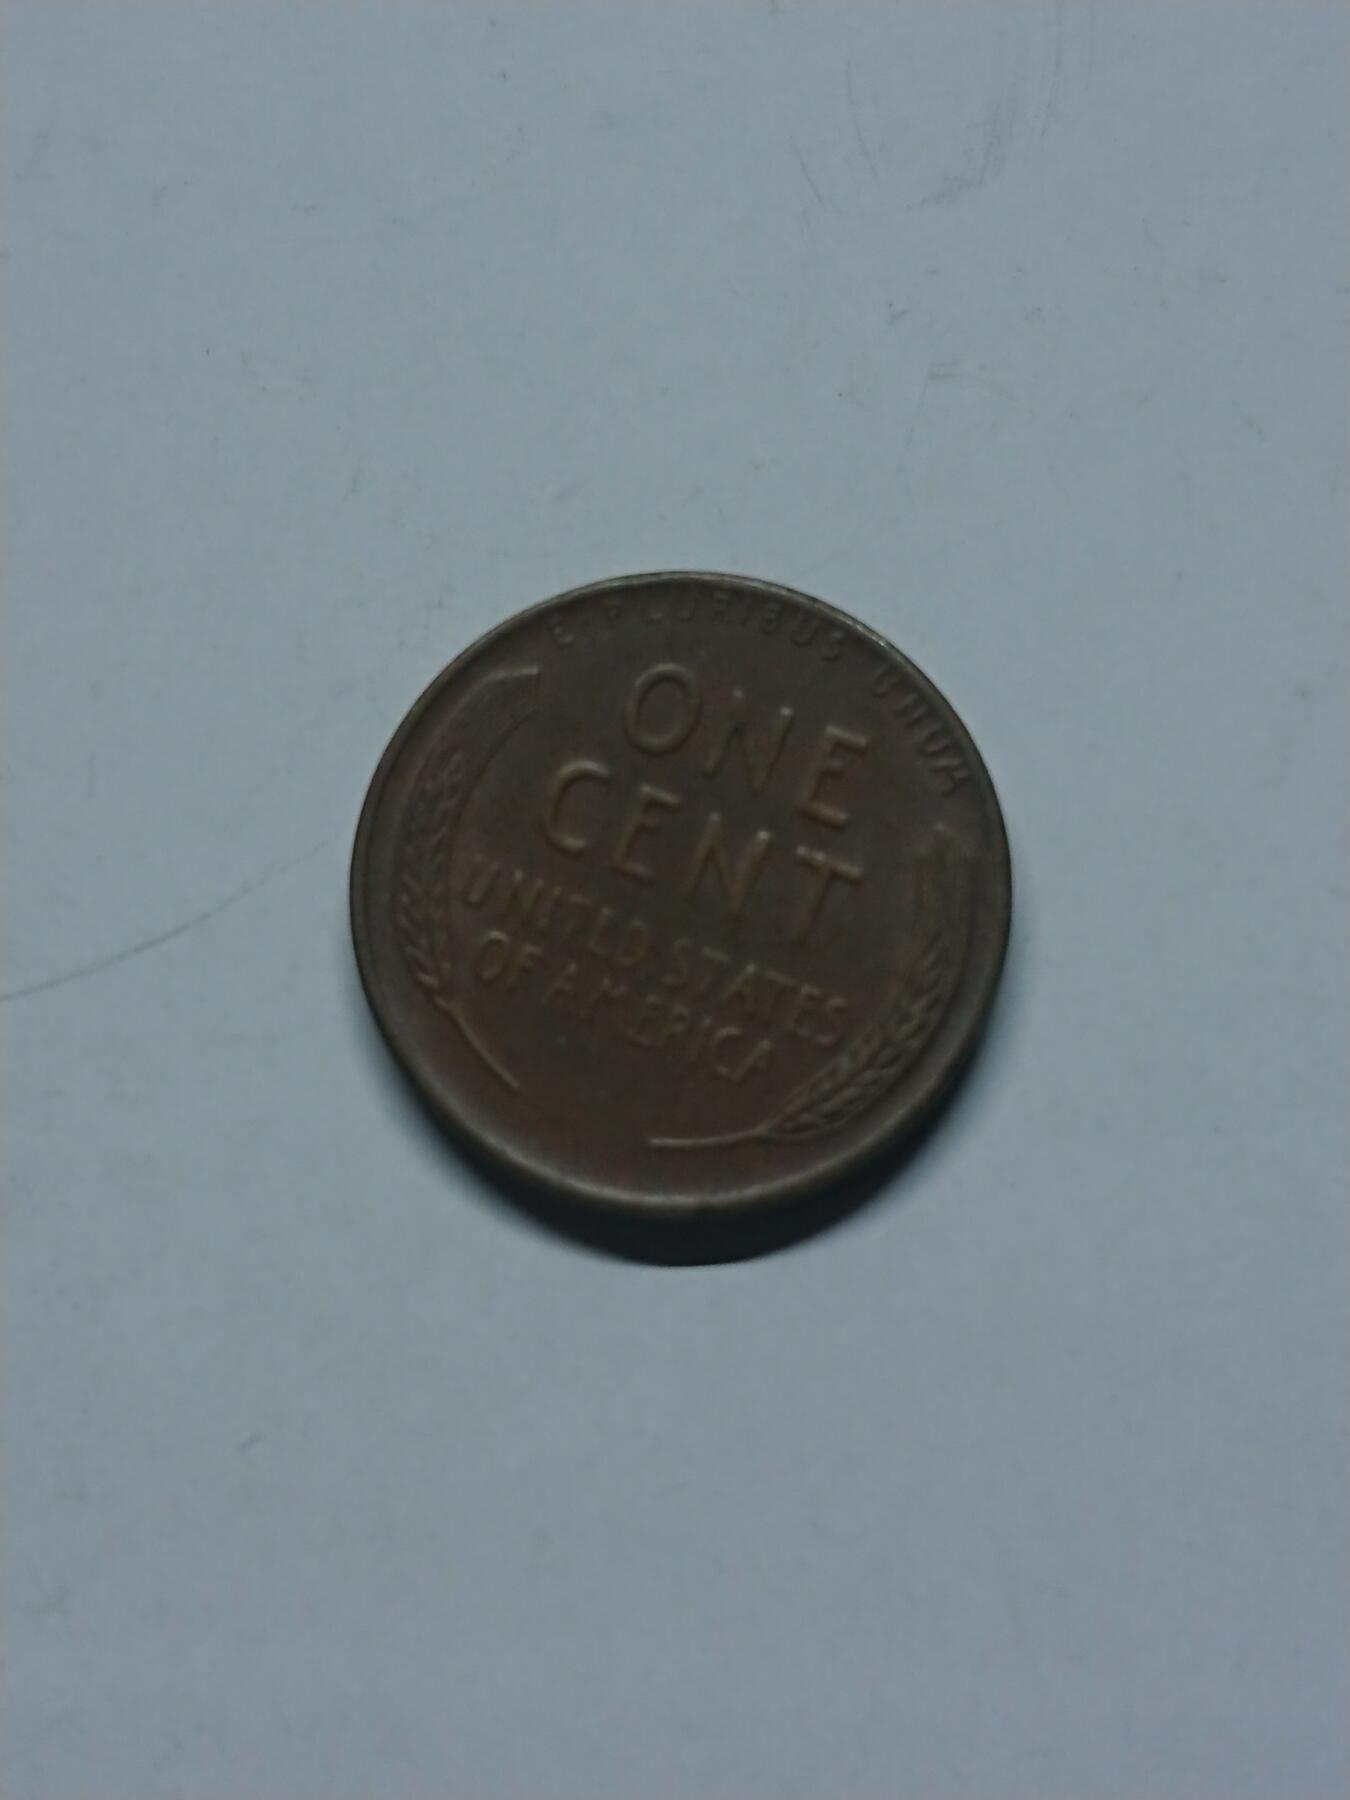 E PLURIBUS UNUM
ONE
CENT
UNITED STATES
OF AMERICA